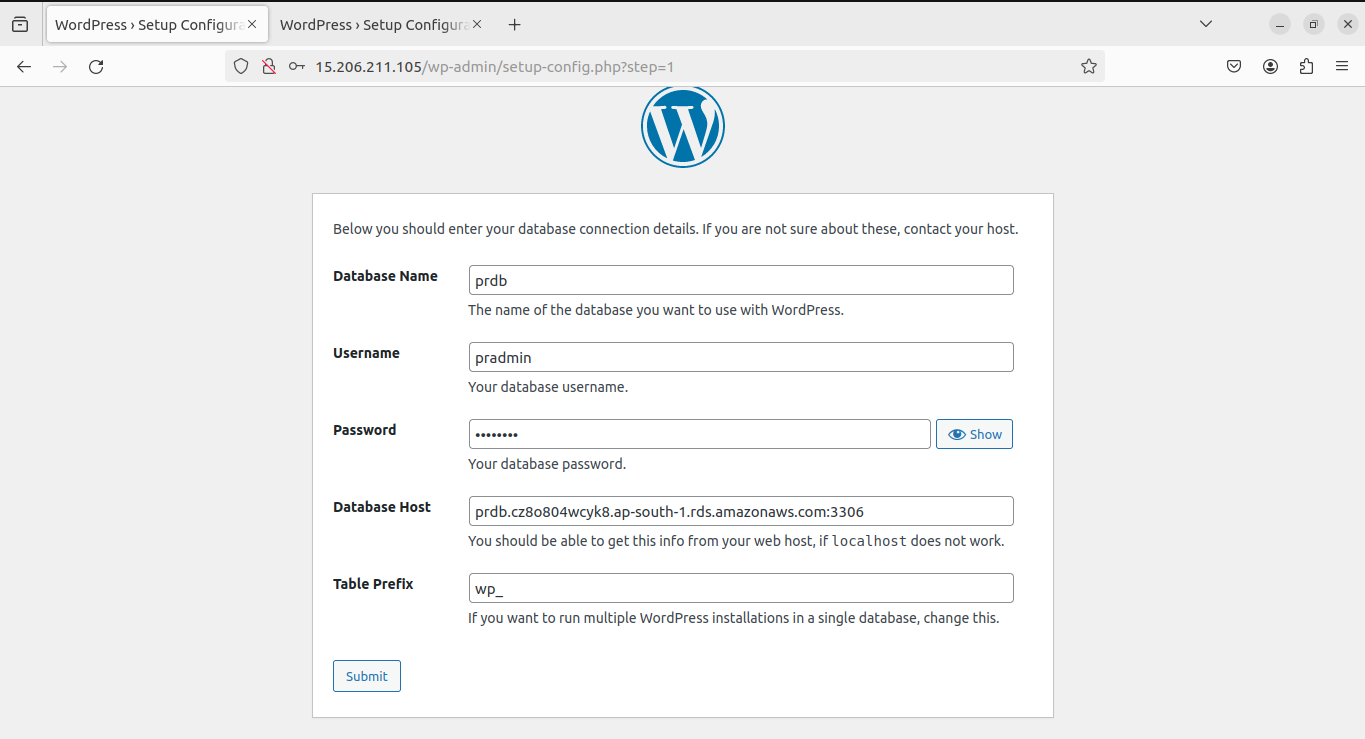 WordPress › Setup Configura
WordPress › Setup Configura
15.206.211.105/wp-admin/setup-config.php?step=1
Below you should enter your database connection details. If you are not sure about these, contact your host.
Database Name
prdb
The name of the database you want to use with WordPress.
Username
pradmin
Your database username.
Password
••••••••
Show
Your database password.
Database Host
prdb.cz8o804wcyk8.ap-south-1.rds.amazonaws.com:3306
You should be able to get this info from your web host, if localhost does not work.
Table Prefix
wp_
If you want to run multiple WordPress installations in a single database, change this.
Submit